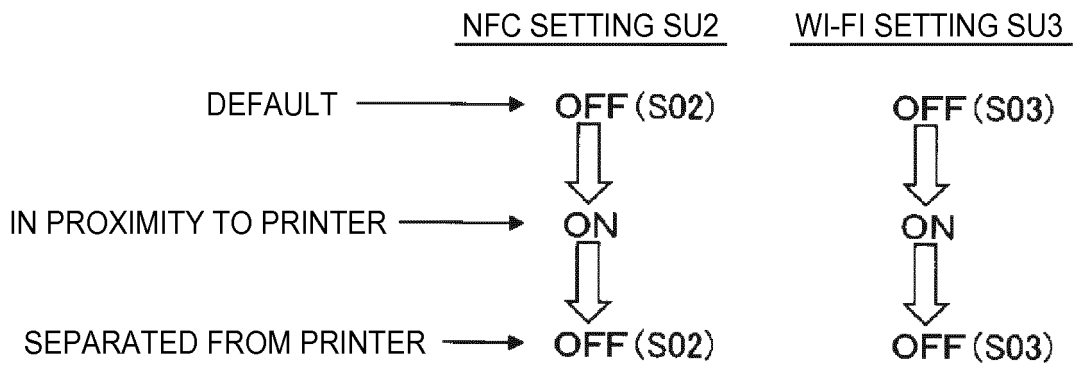 NFC SETTING SU2 WI-FI SETTING SU3
DEFAULT OFF(S02) OFF(S03)
IN PROXIMITY TO PRINTER ON ON
SEPARATED FROM PRINTER OFF(S02) OFF(S03)